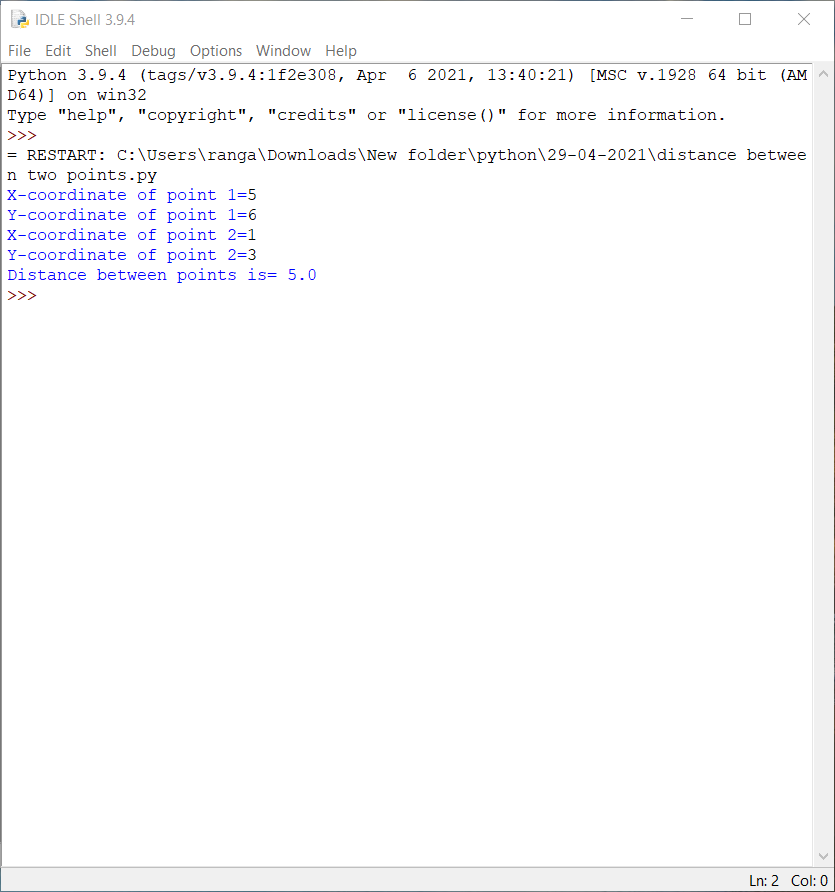 IDLE Shell 3.9.4
File Edit Shell Debug Options Window Help
Python 3.9.4 (tags/v3.9.4:1f2e308, Apr  6 2021, 13:40:21) [MSC v.1928 64 bit (AM
D64)] on win32
Type "help", "copyright", "credits" or "license()" for more information.
>>>
= RESTART: C:\Users\ranga\Downloads\New folder\python\29-04-2021\distance betwee
n two points.py
X-coordinate of point 1=5
Y-coordinate of point 1=6
X-coordinate of point 2=1
Y-coordinate of point 2=3
Distance between points is= 5.0
>>>
Ln: 2 Col: 0